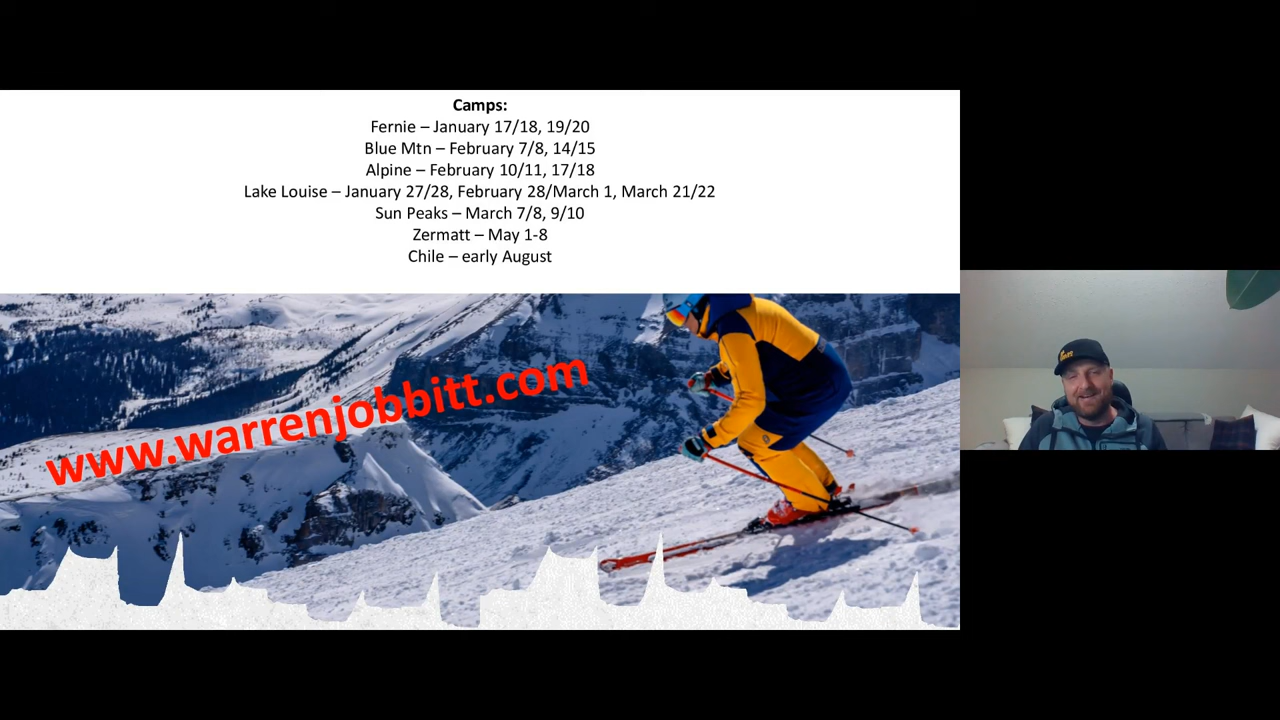 Camps:
Fernie – January 17/18, 19/20
Blue Mtn – February 7/8, 14/15
Alpine – February 10/11, 17/18
Lake Louise – January 27/28, February 28/March 1, March 21/22
Sun Peaks – March 7/8, 9/10
Zermatt – May 1-8
Chile – early August
www.warrenjobbitt.com